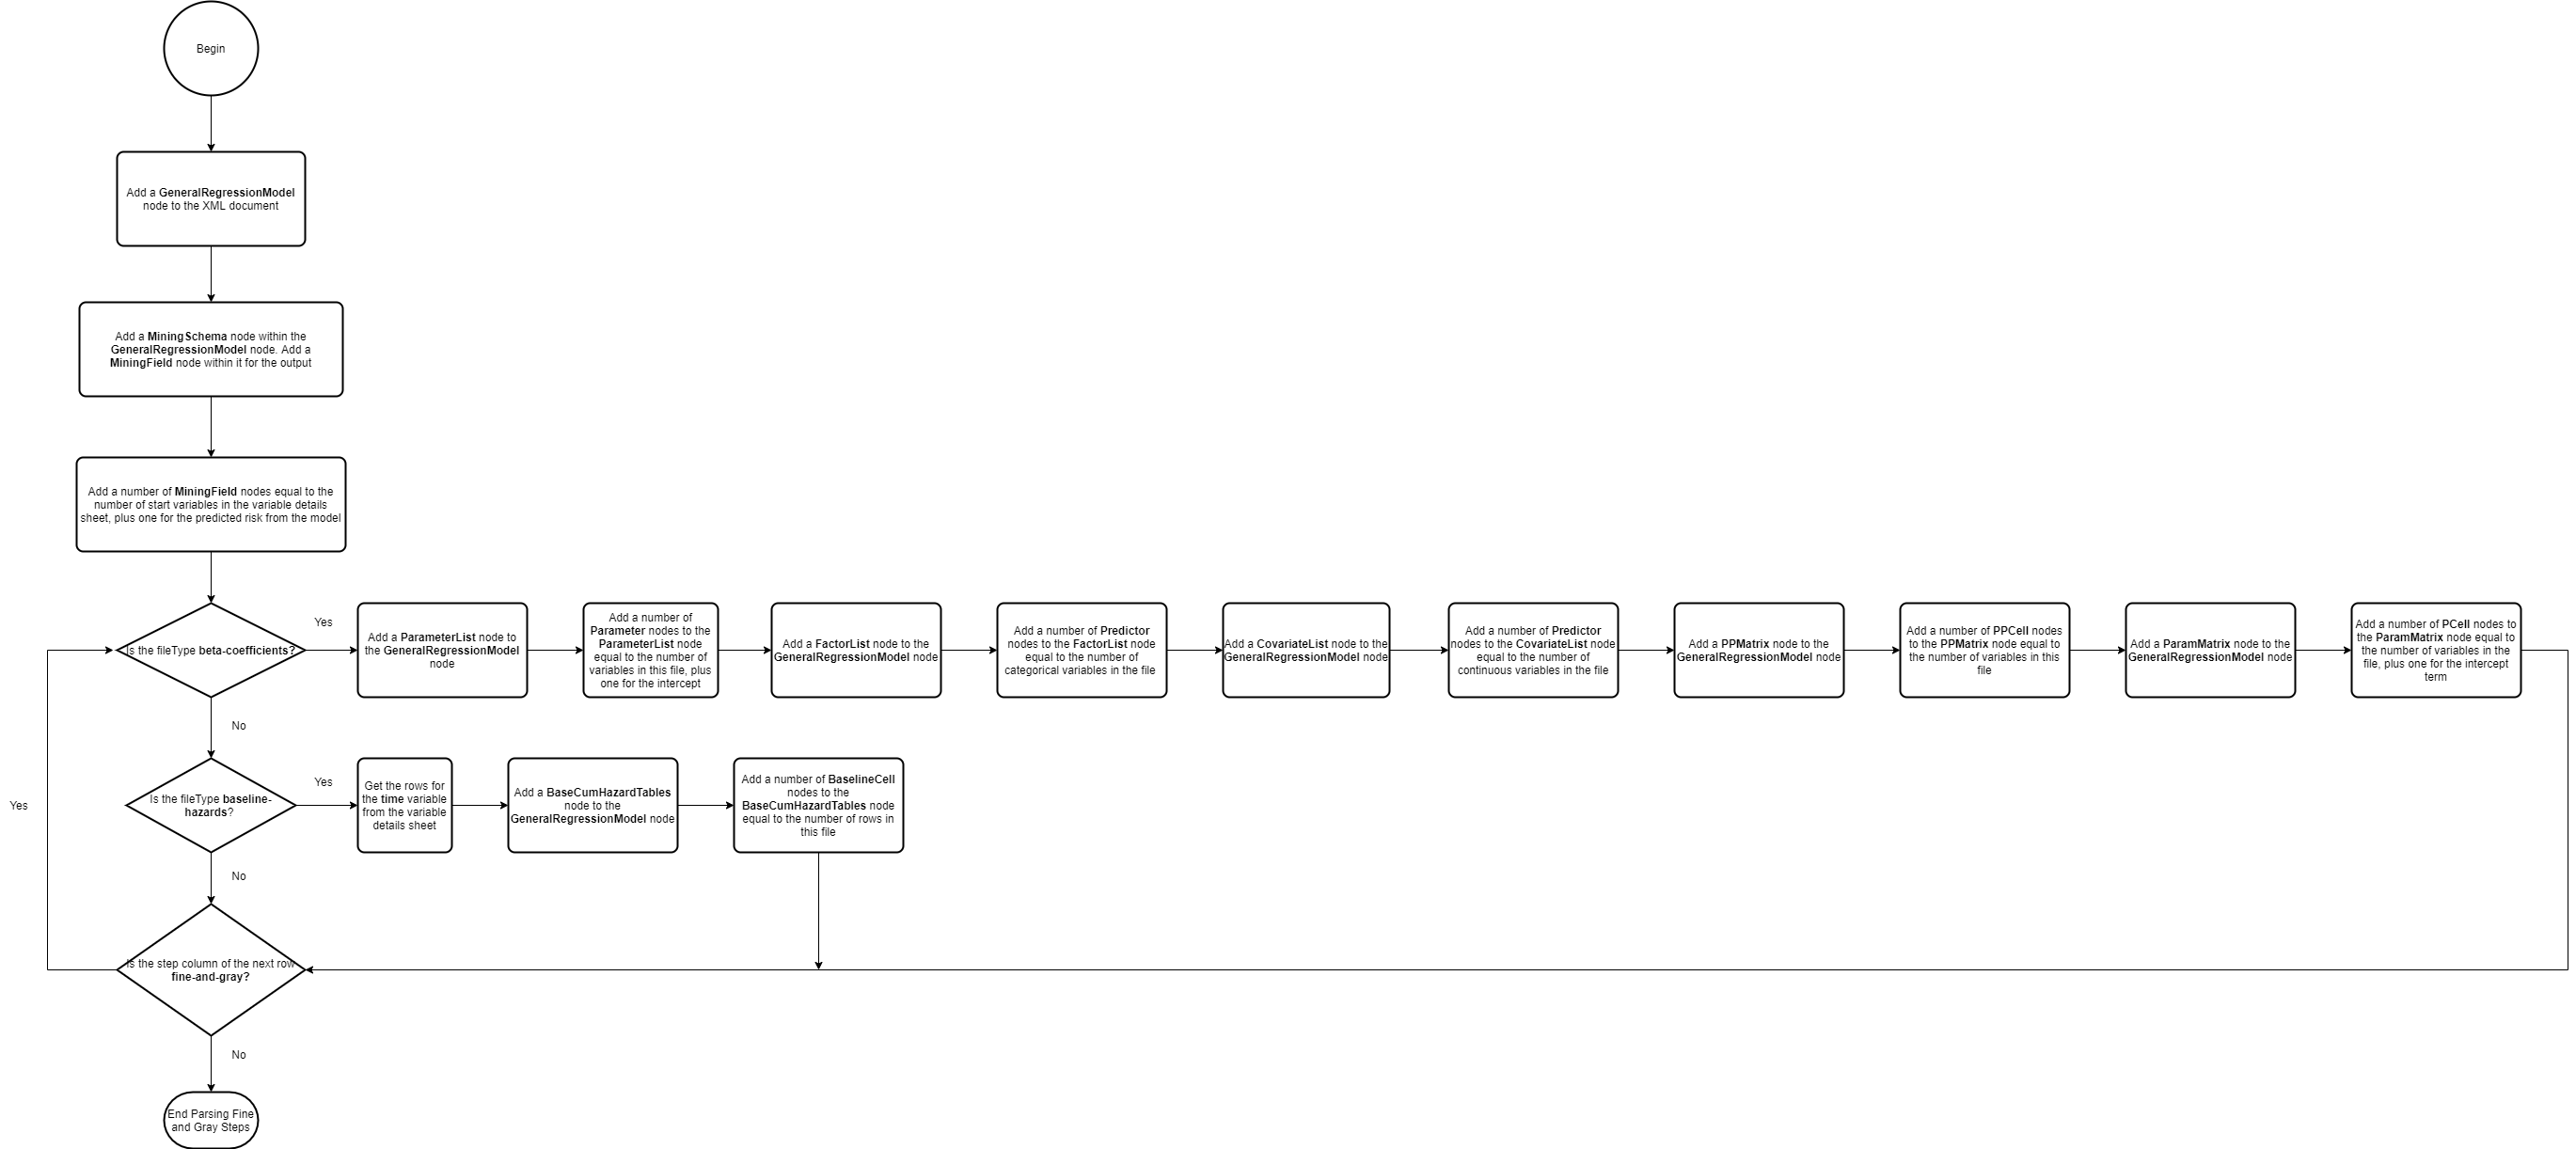 Begin
Add a GeneralRegressionModel
node to the XML document
Add a MiningSchema node within the
GeneralRegressionModel node. Add a
MiningField node within it for the output
Add a number of MiningField nodes equal to the
number of start variables in the variable details
sheet, plus one for the predicted risk from the model
Is the fileType beta-coefficients?
Yes
Add a ParameterList node to
the GeneralRegressionModel
node
Add a number of
Parameter nodes to the
ParameterList node
equal to the number of
variables in this file, plus
one for the intercept
Add a FactorList node to the
GeneralRegressionModel node
Add a number of Predictor
nodes to the FactorList node
equal to the number of
categorical variables in the file
Add a CovariateList node to the
GeneralRegressionModel node
Add a number of Predictor
nodes to the CovariateList node
equal to the number of
continuous variables in the file
Add a PPMatrix node to the
GeneralRegressionModel node
Add a number of PPCell nodes
to the PPMatrix node equal to
the number of variables in this
file
Add a ParamMatrix node to the
GeneralRegressionModel node
Add a number of PCell nodes to
the ParamMatrix node equal to
the number of variables in the
file, plus one for the intercept
term
No
Is the fileType baseline-
hazards?
Yes
Get the rows for
the time variable
from the variable
details sheet
Add a BaseCumHazardTables
node to the
GeneralRegressionModel node
Add a number of BaselineCell
nodes to the
BaseCumHazardTables node
equal to the number of rows in
this file
Yes
No
Is the step column of the next row
fine-and-gray?
No
End Parsing Fine
and Gray Steps